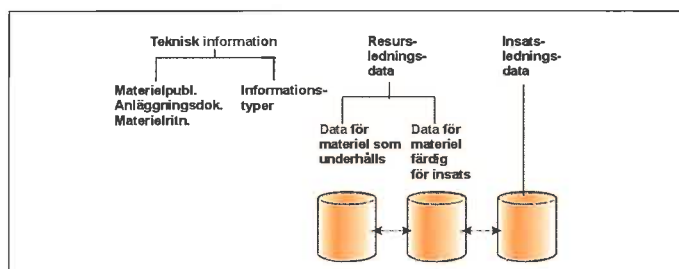 Teknisk information
Materielpubl.
Anläggningsdok.
Materielritn.
Informations-
typer
Resurs-
lednings-
data
Data för
materiel som
underhålls
Data för
materiel
färdig
för insats
Insats-
lednings-
data